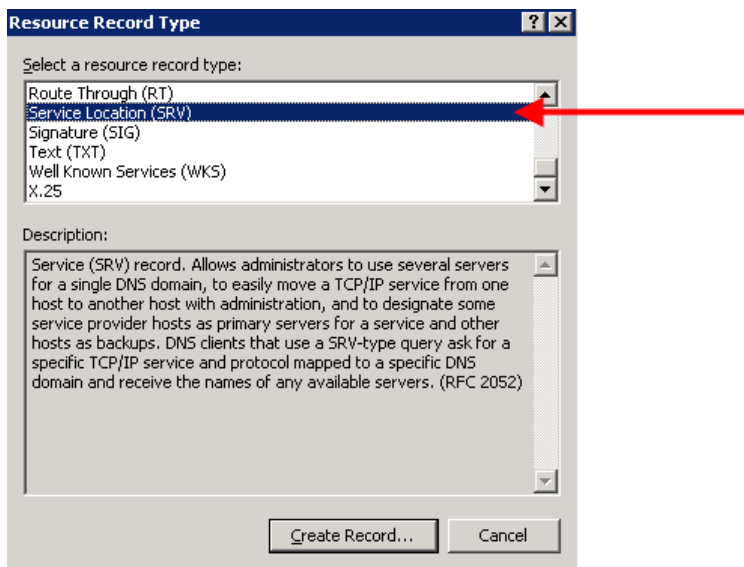 Resource Record Type
Select a resource record type:
Route Through (RT)
Service Location (SRV)
Signature (SIG)
Text (TXT)
Well Known Services (WKS)
X.25
Description:
Service (SRV) record. Allows administrators to use several servers
for a single DNS domain, to easily move a TCP/IP service from one
host to another host with administration, and to designate some
service provider hosts as primary servers for a service and other
hosts as backups. DNS clients that use a SRV-type query ask for a
specific TCP/IP service and protocol mapped to a specific DNS
domain and receive the names of any available servers. (RFC 2052)
Create Record... Cancel